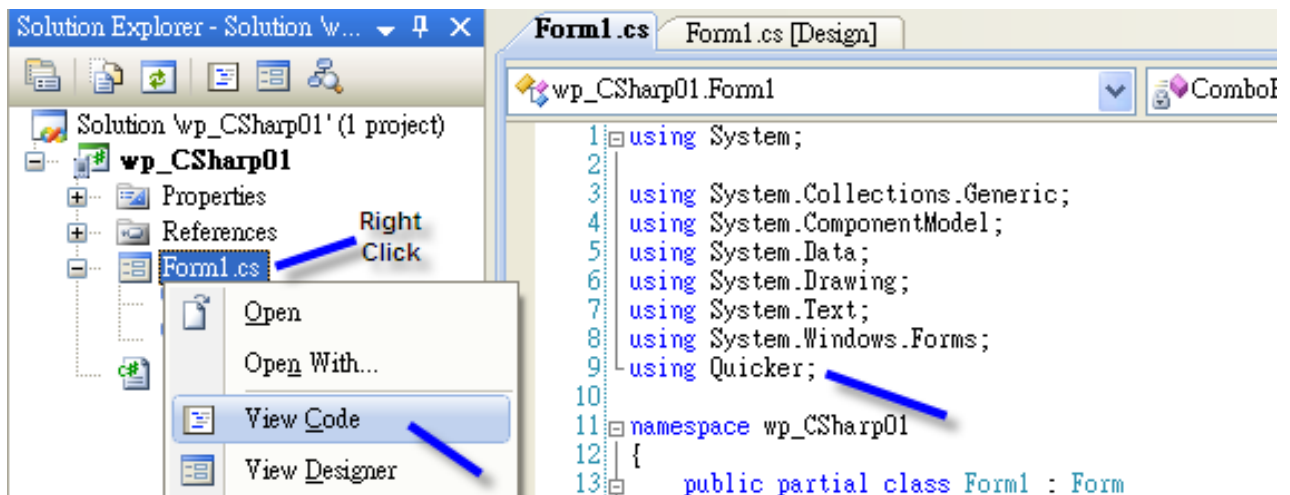 Solution Explorer - Solution 'w...
Solution 'wp_CSharp01' (1 project)
wp_CSharp01
Properties
References
Right
Click
Form1.cs
Open
Open With...
View Code
View Designer
Form1.cs
Form1.cs [Design]
wp_CSharp01.Form1
1 using System;
2
3 using System.Collections.Generic;
4 using System.ComponentModel;
5 using System.Data;
6 using System.Drawing;
7 using System.Text;
8 using System.Windows.Forms;
9 using Quicker;
10
11 namespace wp_CSharp01
12 {
13 public partial class Form1 : Form